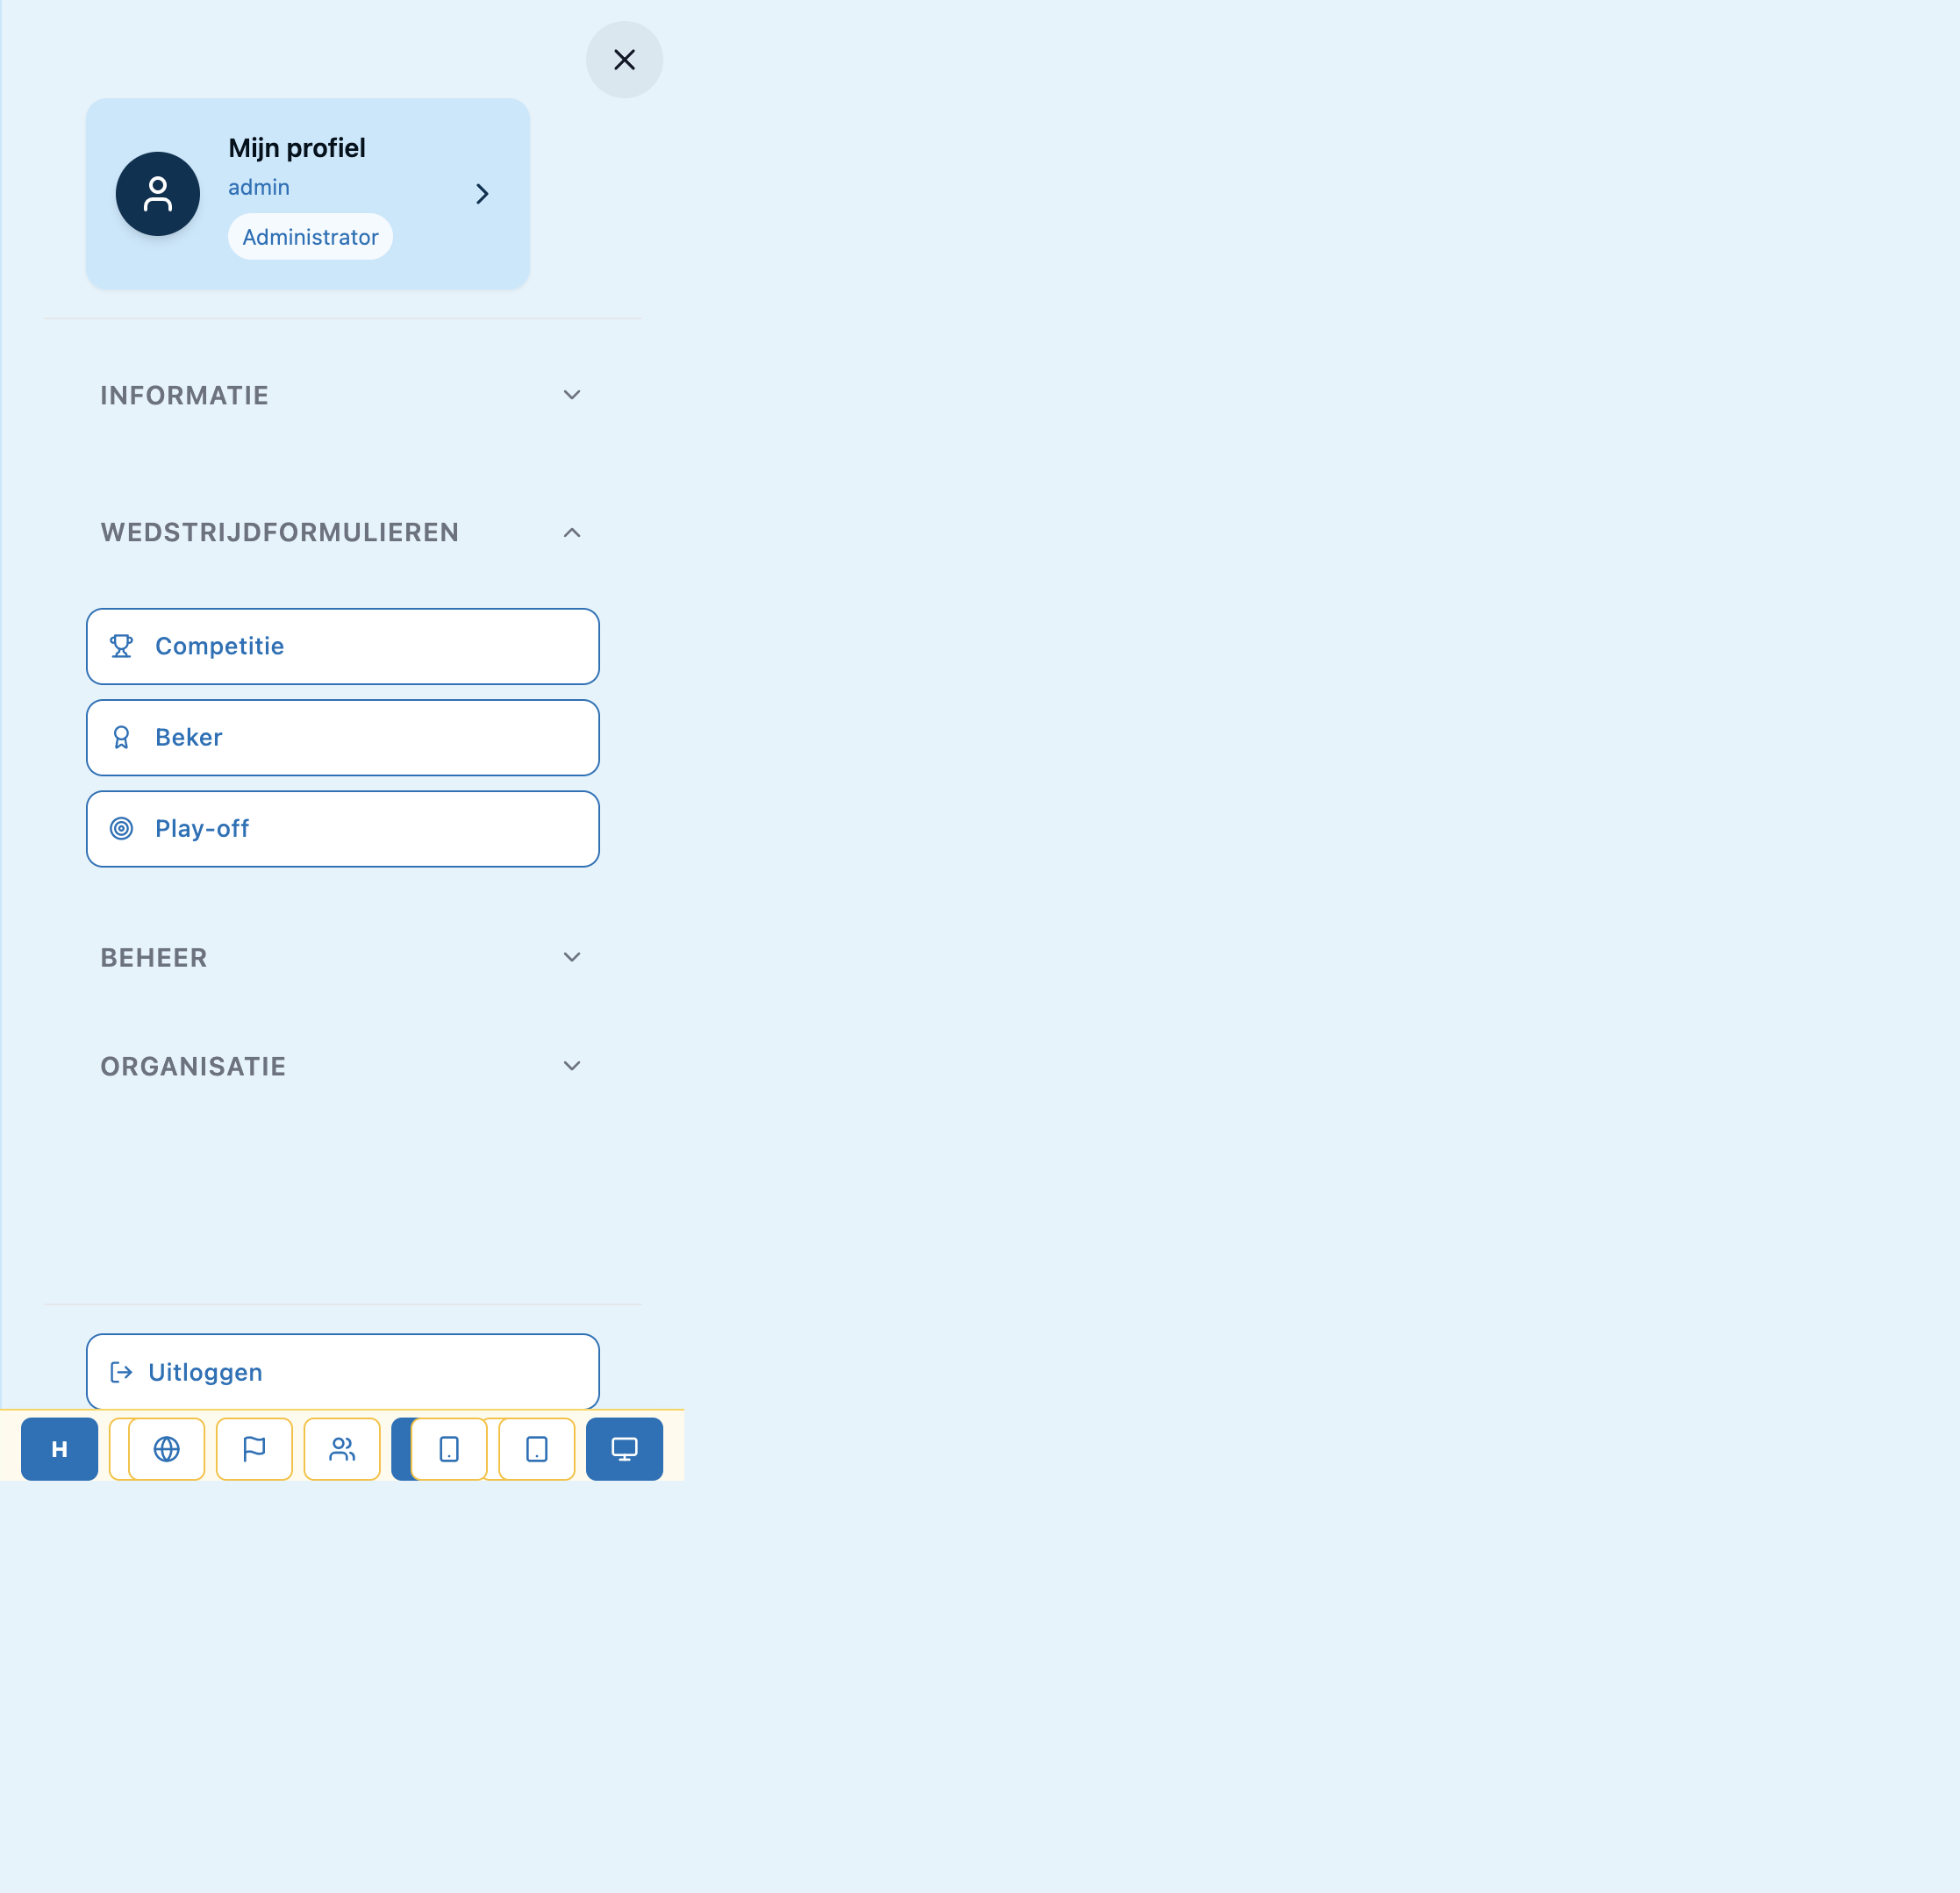 Mijn profiel
admin
Administrator
INFORMATIE
WEDSTRIJDFORMULIEREN
Competitie
Beker
Play-off
BEHEER
ORGANISATIE
Uitloggen
H